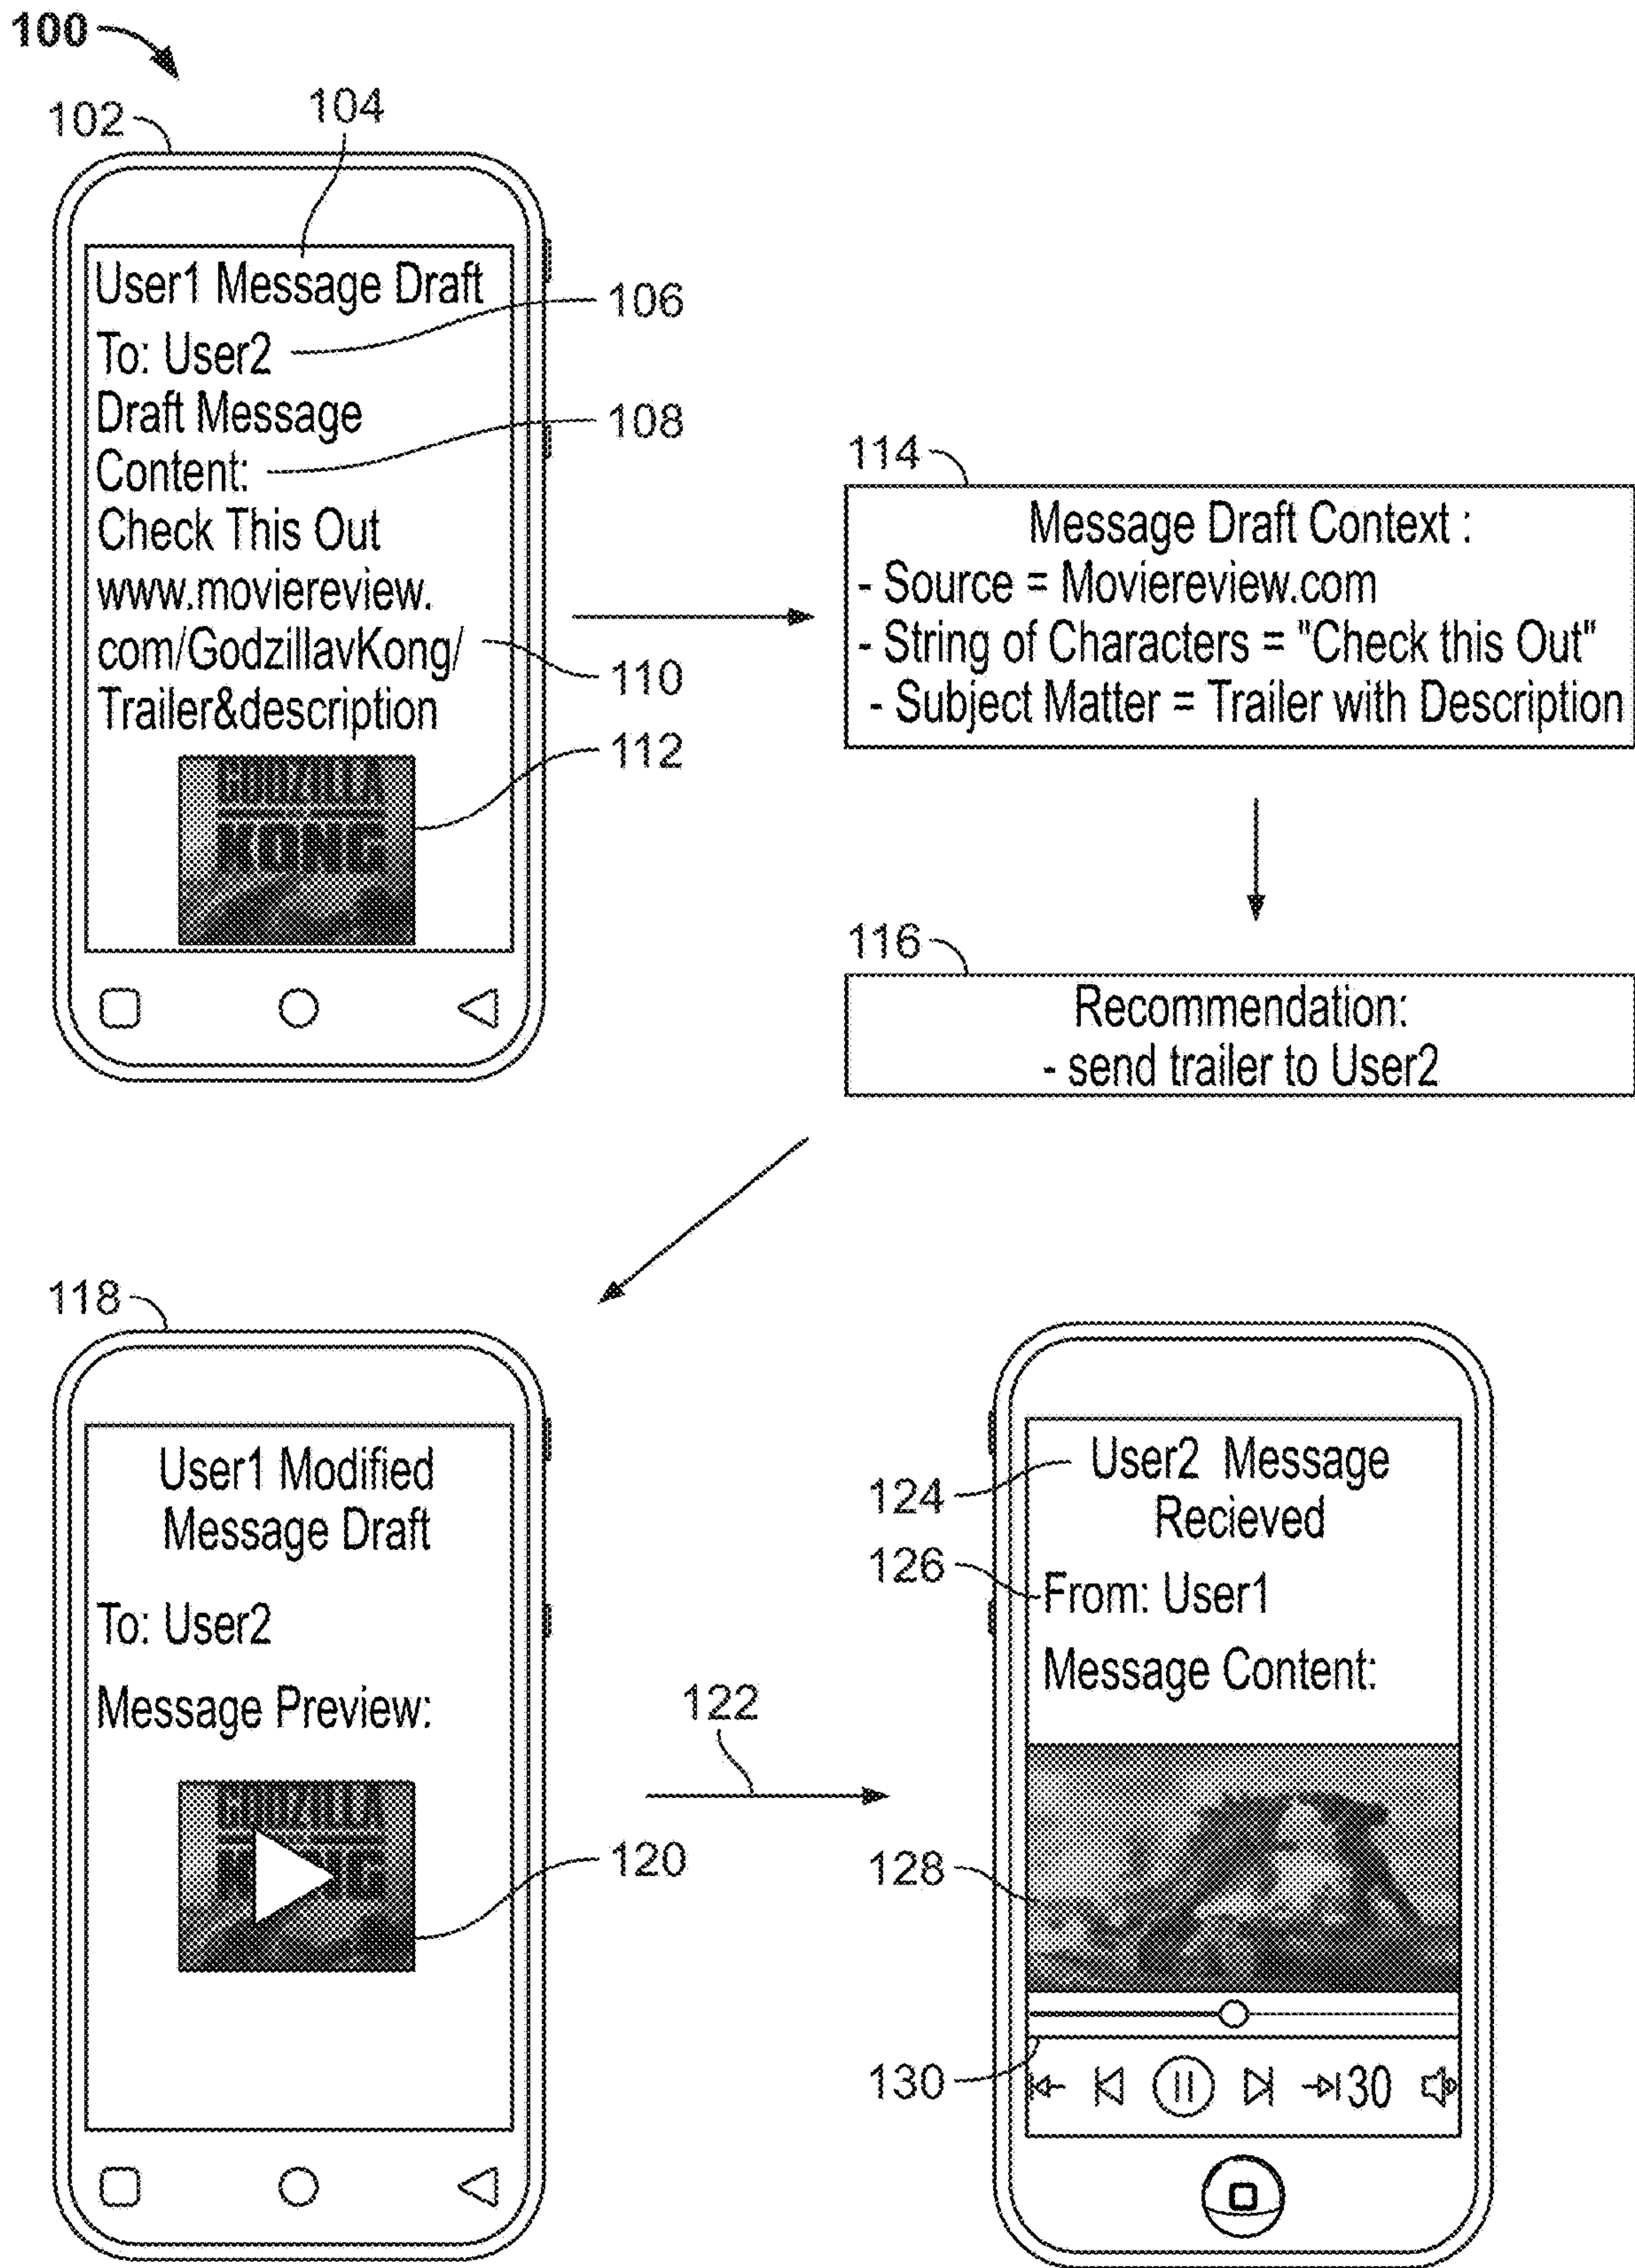 100
102
104
User1 Message Draft
106
To: User2
Draft Message
108
Content:
Check This Out
www.moviereview.
com/GodzillavKong/
110
Trailer&description
112
GODZILLA
KONG
114
Message Draft Context :
- Source = Moviereview.com
- String of Characters = "Check this Out"
- Subject Matter = Trailer with Description
116
Recommendation:
- send trailer to User2
118
User1 Modified
Message Draft
To: User2
Message Preview:
GODZILLA
120
122
124
User2 Message
Recieved
126
From: User1
Message Content:
128
130
30